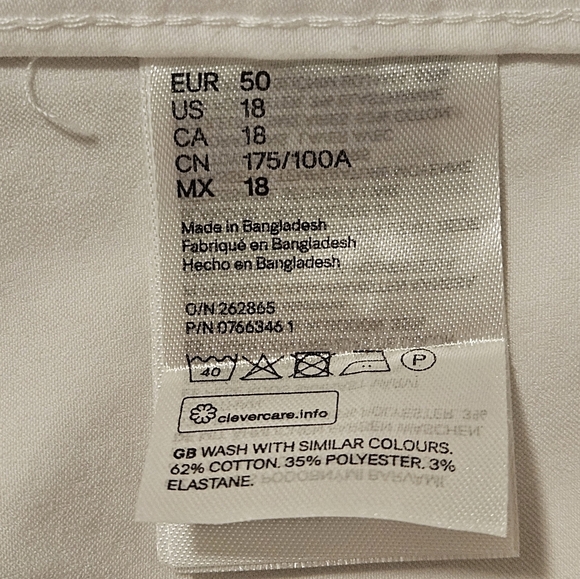 EUR 50
US 18
CA 18
CN 175/100A
MX 18
Made in Bangladesh
Fabriqué en Bangladesh
Hecho en Bangladesh
O/N 262865
P/N 0766346 1
40 P
clevercare.info
GB WASH WITH SIMILAR COLOURS.
62% COTTON. 35% POLYESTER. 3%
ELASTANE.